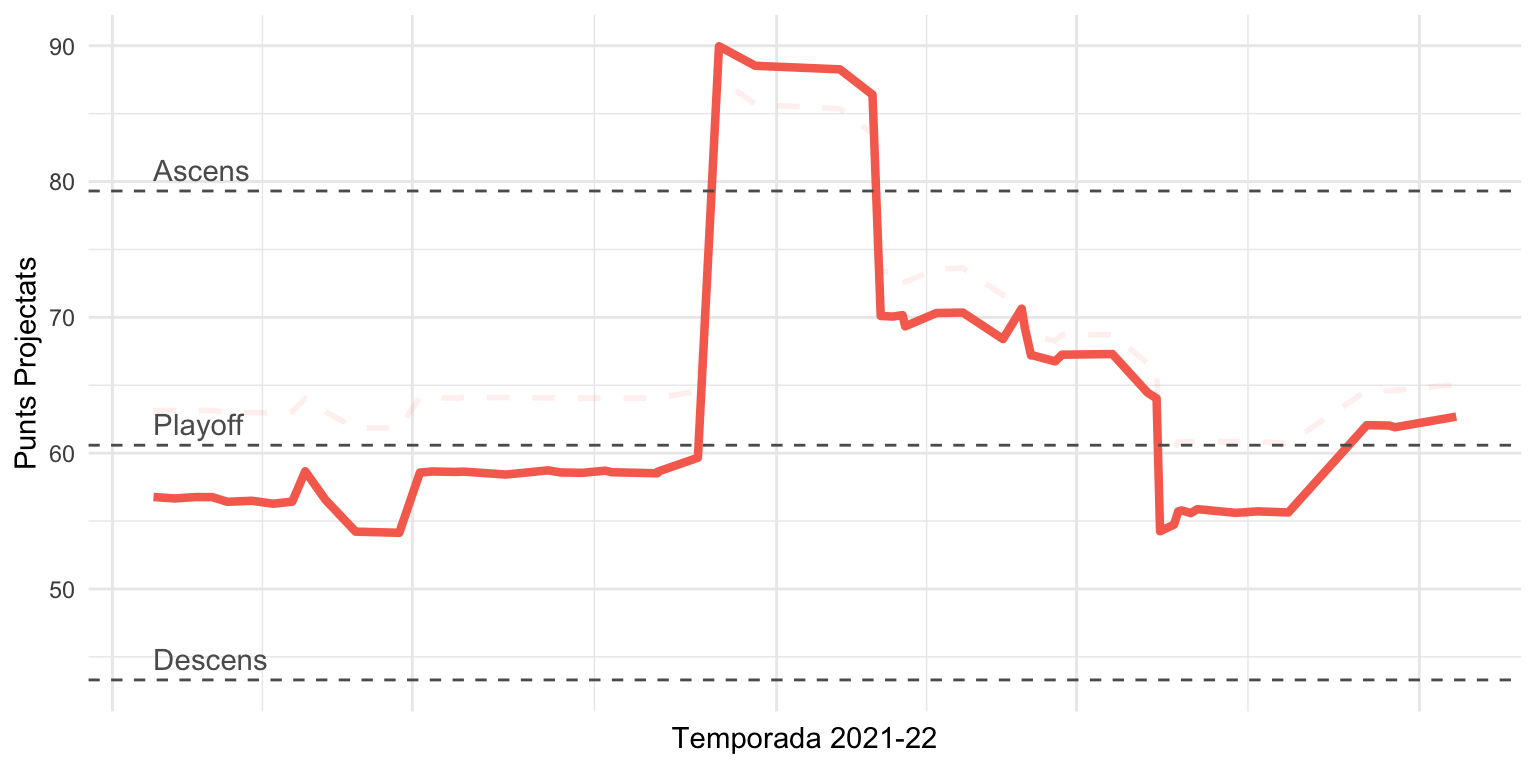 90
Ascens
80
70
Playoff
60
50
Descens
Punts Projectats
Temporada 2021-22